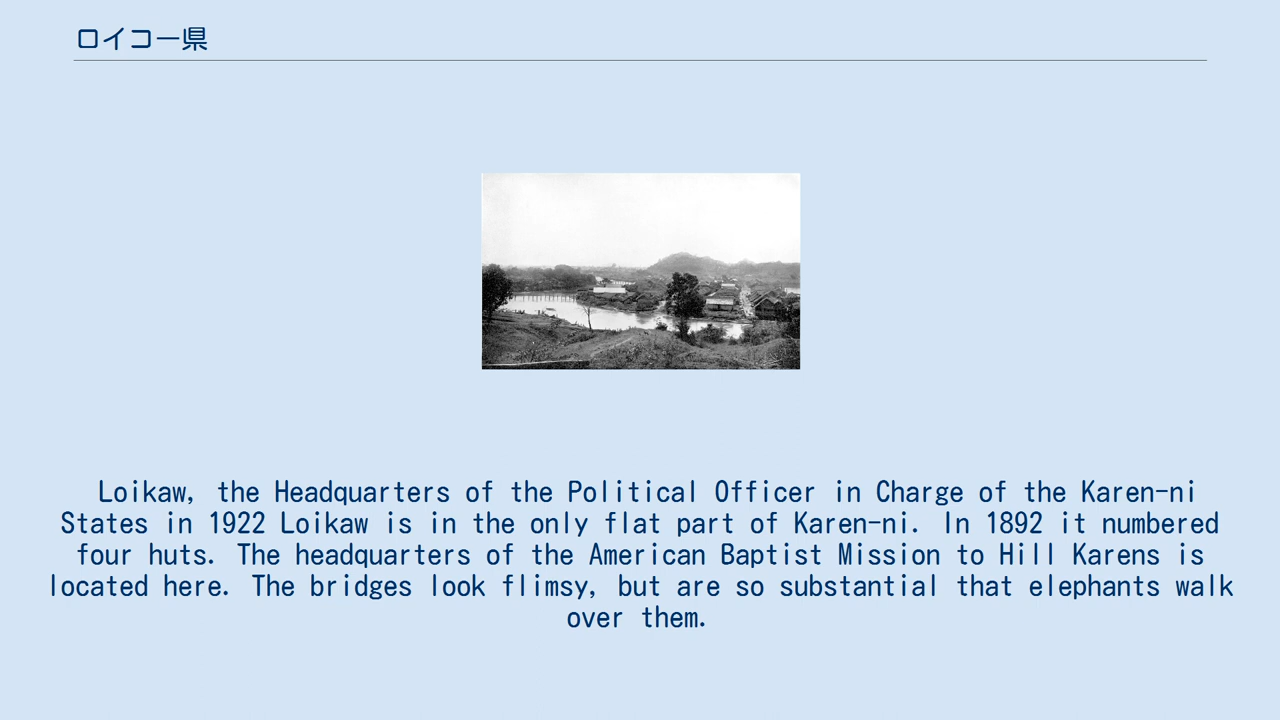 ロイコー県
Loikaw, the Headquarters of the Political Officer in Charge of the Karen-ni
States in 1922 Loikaw is in the only flat part of Karen-ni. In 1892 it numbered
four huts. The headquarters of the American Baptist Mission to Hill Karens is
located here. The bridges look flimsy, but are so substantial that elephants walk
over them.